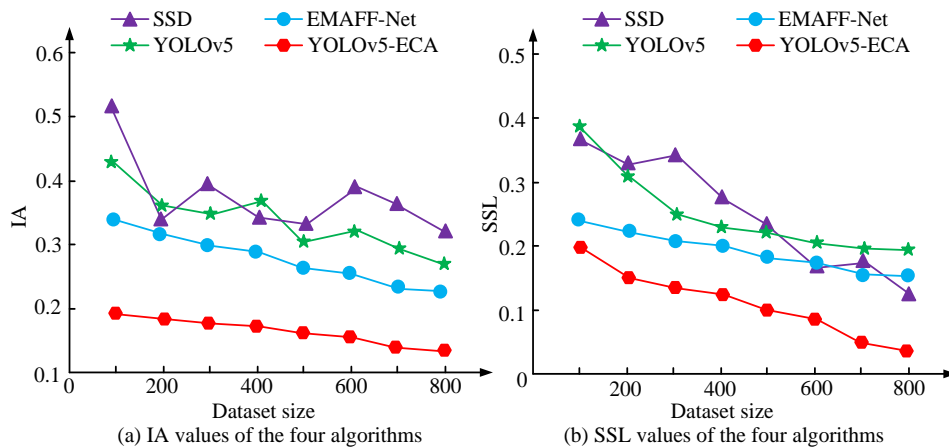 SSD
EMAFF-Net
YOLOv5
YOLOv5-ECA
0.6
0.5
0.4
0.3
0.2
0.1
IA
0
200
400
600
800
Dataset size
(a) IA values of the four algorithms
SSD
EMAFF-Net
YOLOv5
YOLOv5-ECA
0.5
0.4
0.3
0.2
0.1
0
SSL
200
400
600
800
Dataset size
(b) SSL values of the four algorithms